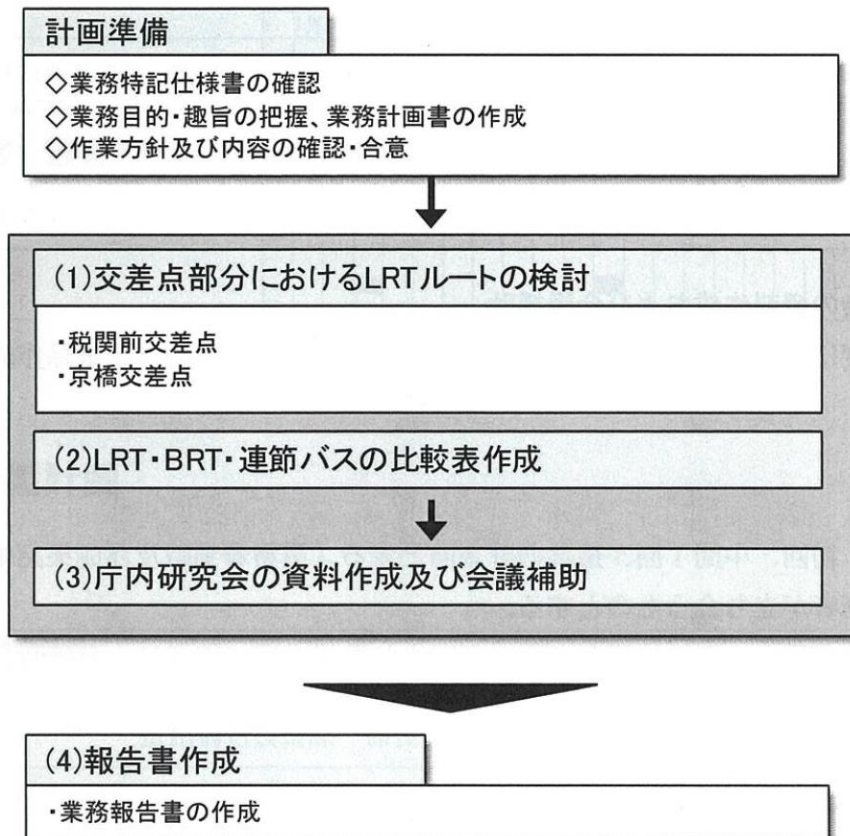 計画準備
◇業務特記仕様書の確認
◇業務目的・趣旨の把握、業務計画書の作成
◇作業方針及び内容の確認・合意
(1)交差点部分におけるLRTルートの検討
・税関前交差点
・京橋交差点
(2)LRT・BRT・連節バスの比較表作成
(3)庁内研究会の資料作成及び会議補助
(4)報告書作成
・業務報告書の作成